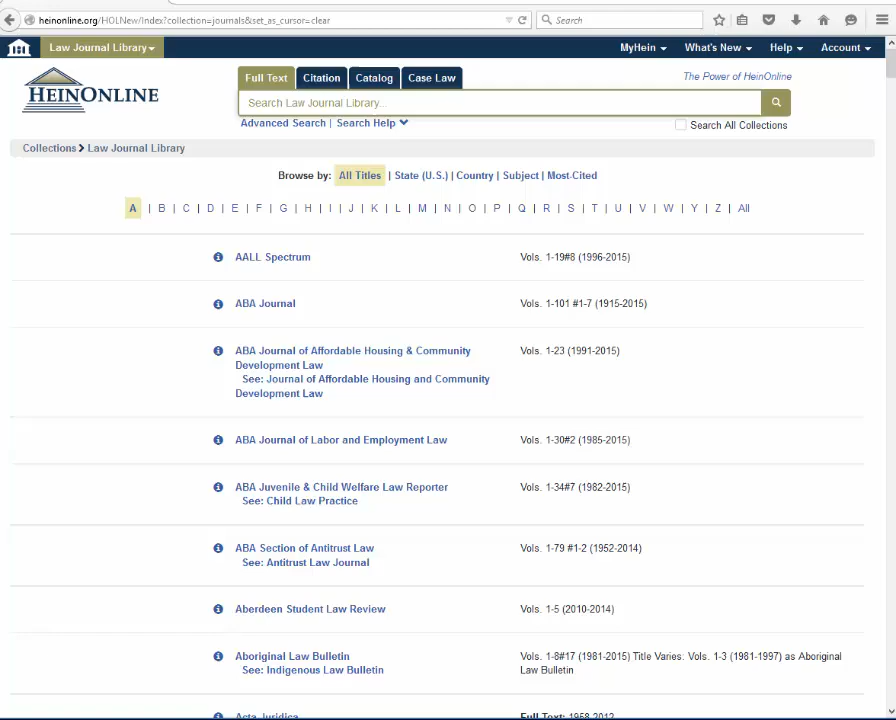 heinonline.org/HOLNew/Index?collection=journals&set_as_cursor=clear
Search
Law Journal Library
MyHein
What's New
Help
Account
HEINONLINE
Full Text
Citation
Catalog
Case Law
The Power of HeinOnline
Search Law Journal Library...
Advanced Search | Search Help
Search All Collections
Collections > Law Journal Library
Browse by: All Titles | State (U.S.) | Country | Subject | Most-Cited
A | B | C | D | E | F | G | H | I | J | K | L | M | N | O | P | Q | R | S | T | U | V | W | Y | Z | All
AALL Spectrum Vols. 1-19#8 (1996-2015)
ABA Journal Vols. 1-101 #1-7 (1915-2015)
ABA Journal of Affordable Housing & Community Vols. 1-23 (1991-2015)
Development Law
See: Journal of Affordable Housing and Community
Development Law
ABA Journal of Labor and Employment Law Vols. 1-30#2 (1985-2015)
ABA Juvenile & Child Welfare Law Reporter Vols. 1-34#7 (1982-2015)
See: Child Law Practice
ABA Section of Antitrust Law Vols. 1-79 #1-2 (1952-2014)
See: Antitrust Law Journal
Aberdeen Student Law Review Vols. 1-5 (2010-2014)
Aboriginal Law Bulletin Vols. 1-8#17 (1981-2015) Title Varies: Vols. 1-3 (1981-1997) as Aboriginal
See: Indigenous Law Bulletin Law Bulletin
Acta Juridica Full Text: 1958-2012